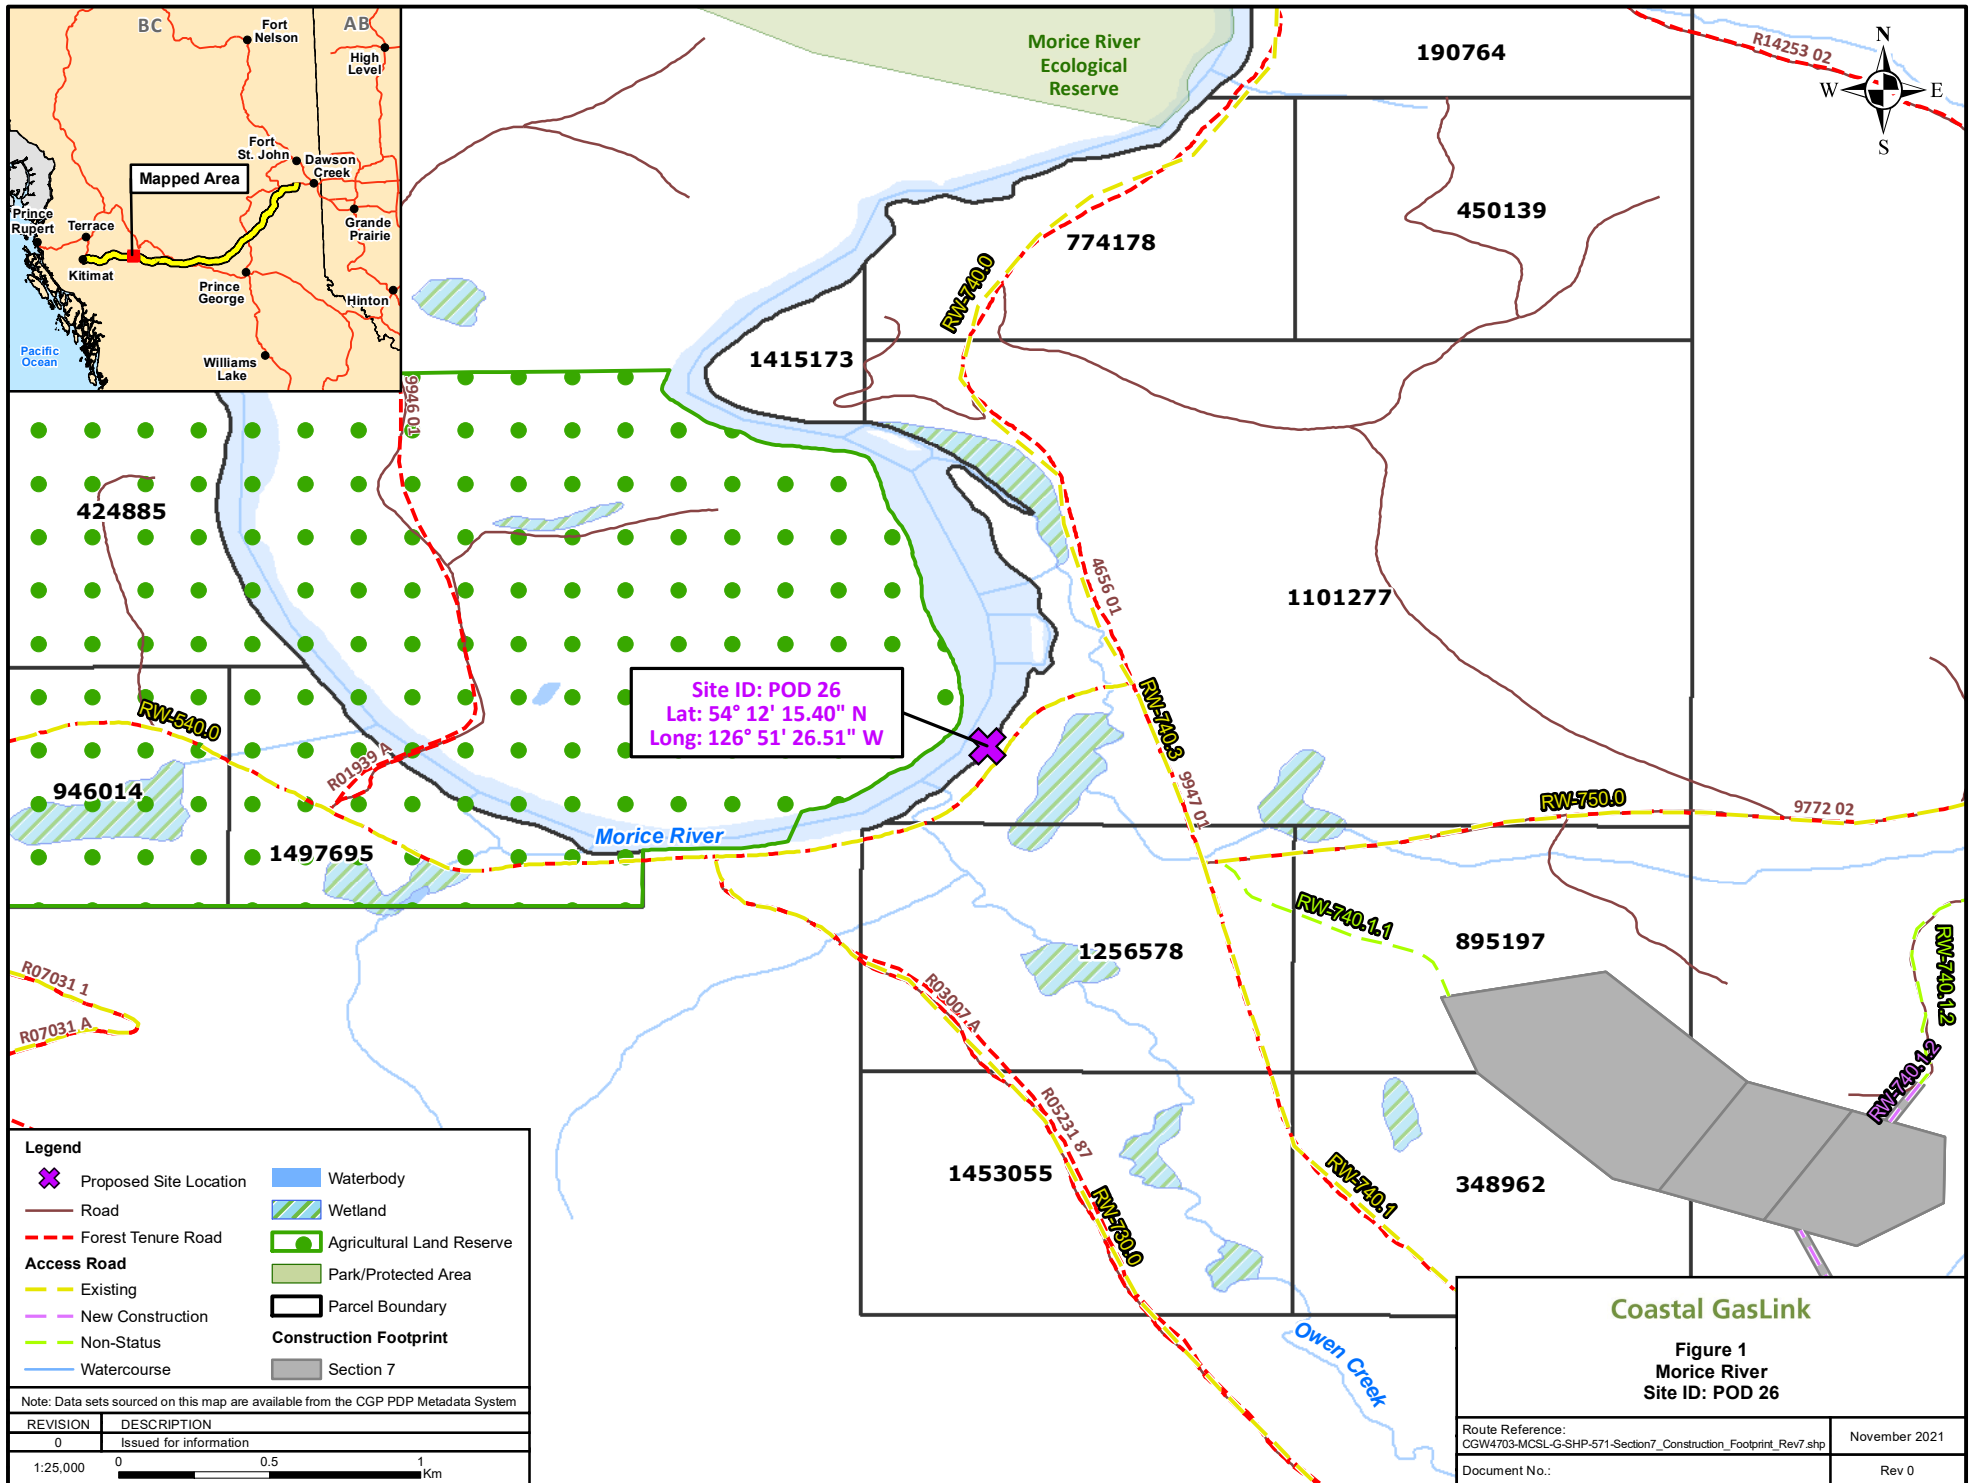 BC
AB
Fort
Nelson
High
Level
Fort
St. John
Dawson
Creek
Mapped Area
Prince
Rupert
Terrace
Grande
Prairie
Kitimat
Prince
George
Hinton
Pacific
Ocean
Williams
Lake
Morice River
Ecological
Reserve
190764
R14253 02
N
W
E
S
450139
774178
RW-740.0
1415173
9946 01
424885
4656 01
1101277
Site ID: POD 26
Lat: 54° 12' 15.40" N
Long: 126° 51' 26.51" W
RW-540.0
RW-740.3
R01939 A
946014
9947 01
RW-750.0
9772 02
Morice River
1497695
RW-740.1.1
1256578
895197
RW-740.1.2
R07031 1
R07031 A
R03007 A
RW-740.1.2
R05231 87
1453055
RW-740.1
348962
RW-730.0
Owen Creek
Legend
Proposed Site Location
Road
Forest Tenure Road
Access Road
Existing
New Construction
Non-Status
Watercourse
Waterbody
Wetland
Agricultural Land Reserve
Park/Protected Area
Parcel Boundary
Construction Footprint
Section 7
Note: Data sets sourced on this map are available from the CGP PDP Metadata System
REVISION DESCRIPTION
0 Issued for information
1:25,000
0 0.5 1
Km
Coastal GasLink
Figure 1
Morice River
Site ID: POD 26
Route Reference:
CGW4703-MCSL-G-SHP-571-Section7_Construction_Footprint_Rev7.shp
November 2021
Document No.:
Rev 0